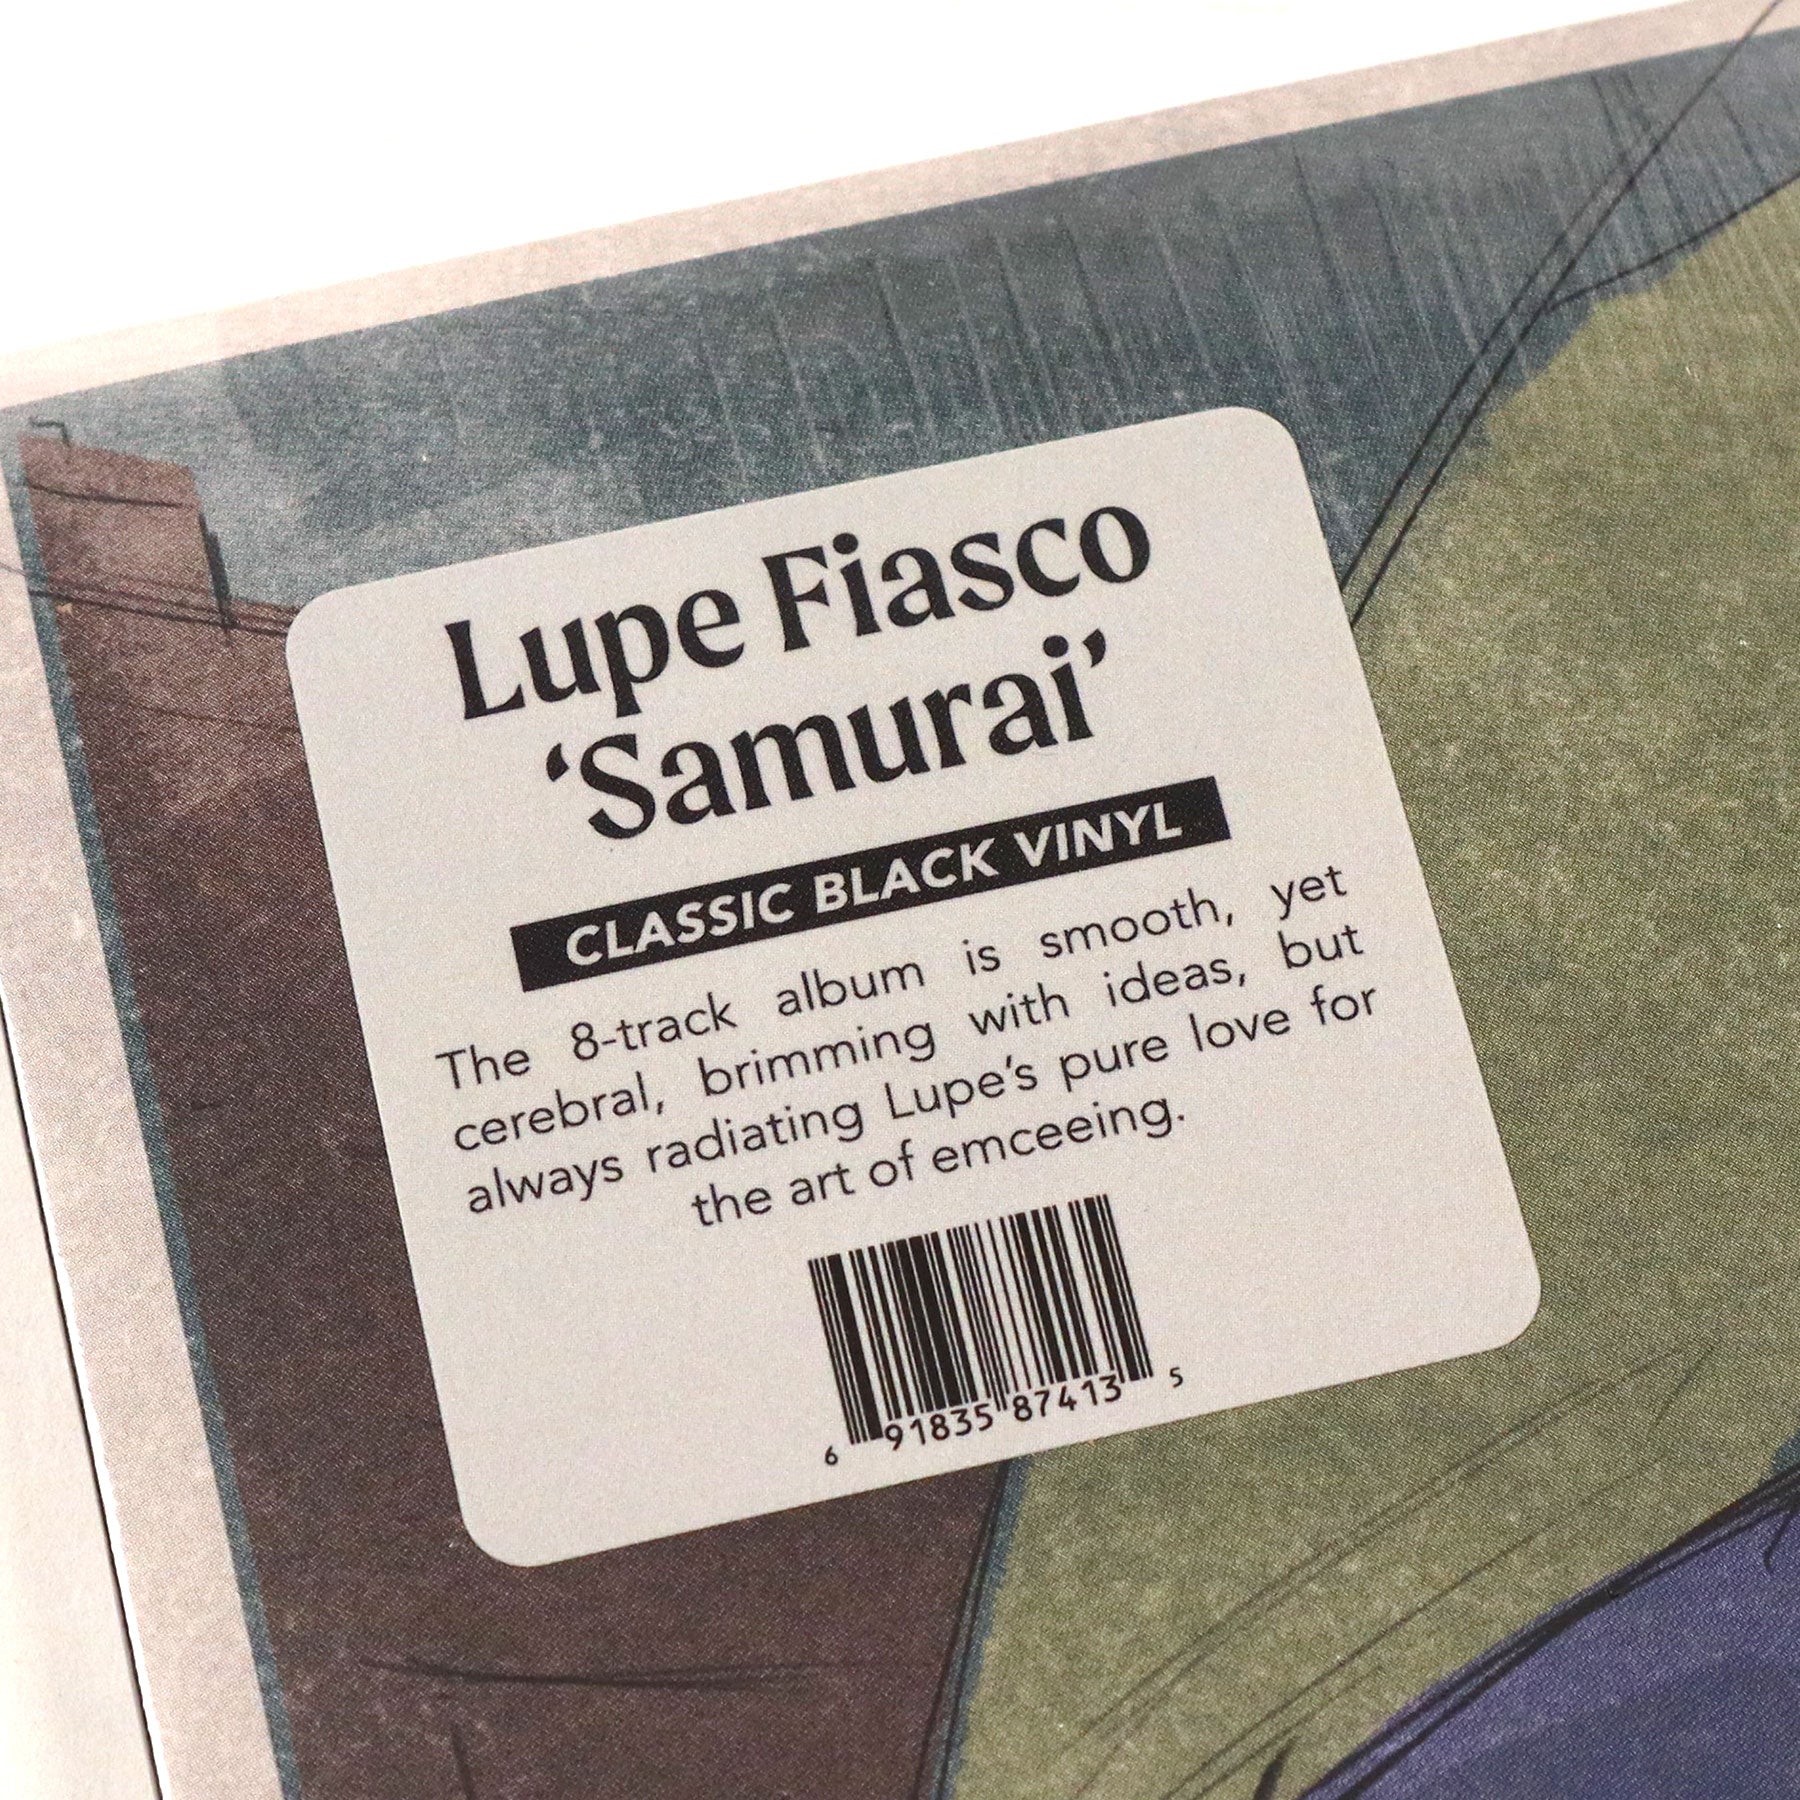 Lupe Fiasco
‘Samurai’
CLASSIC BLACK VINYL
The 8-track album is smooth, yet
cerebral, brimming with ideas, but
always radiating Lupe’s pure love for
the art of emceeing.
6 91835 87413 5